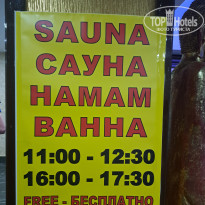 TOP Hotels
SAUNA
САУНА
HAMAM
ВАННА
11:00 - 12:30
16:00 - 17:30
FREE - БЕСПЛАТНО